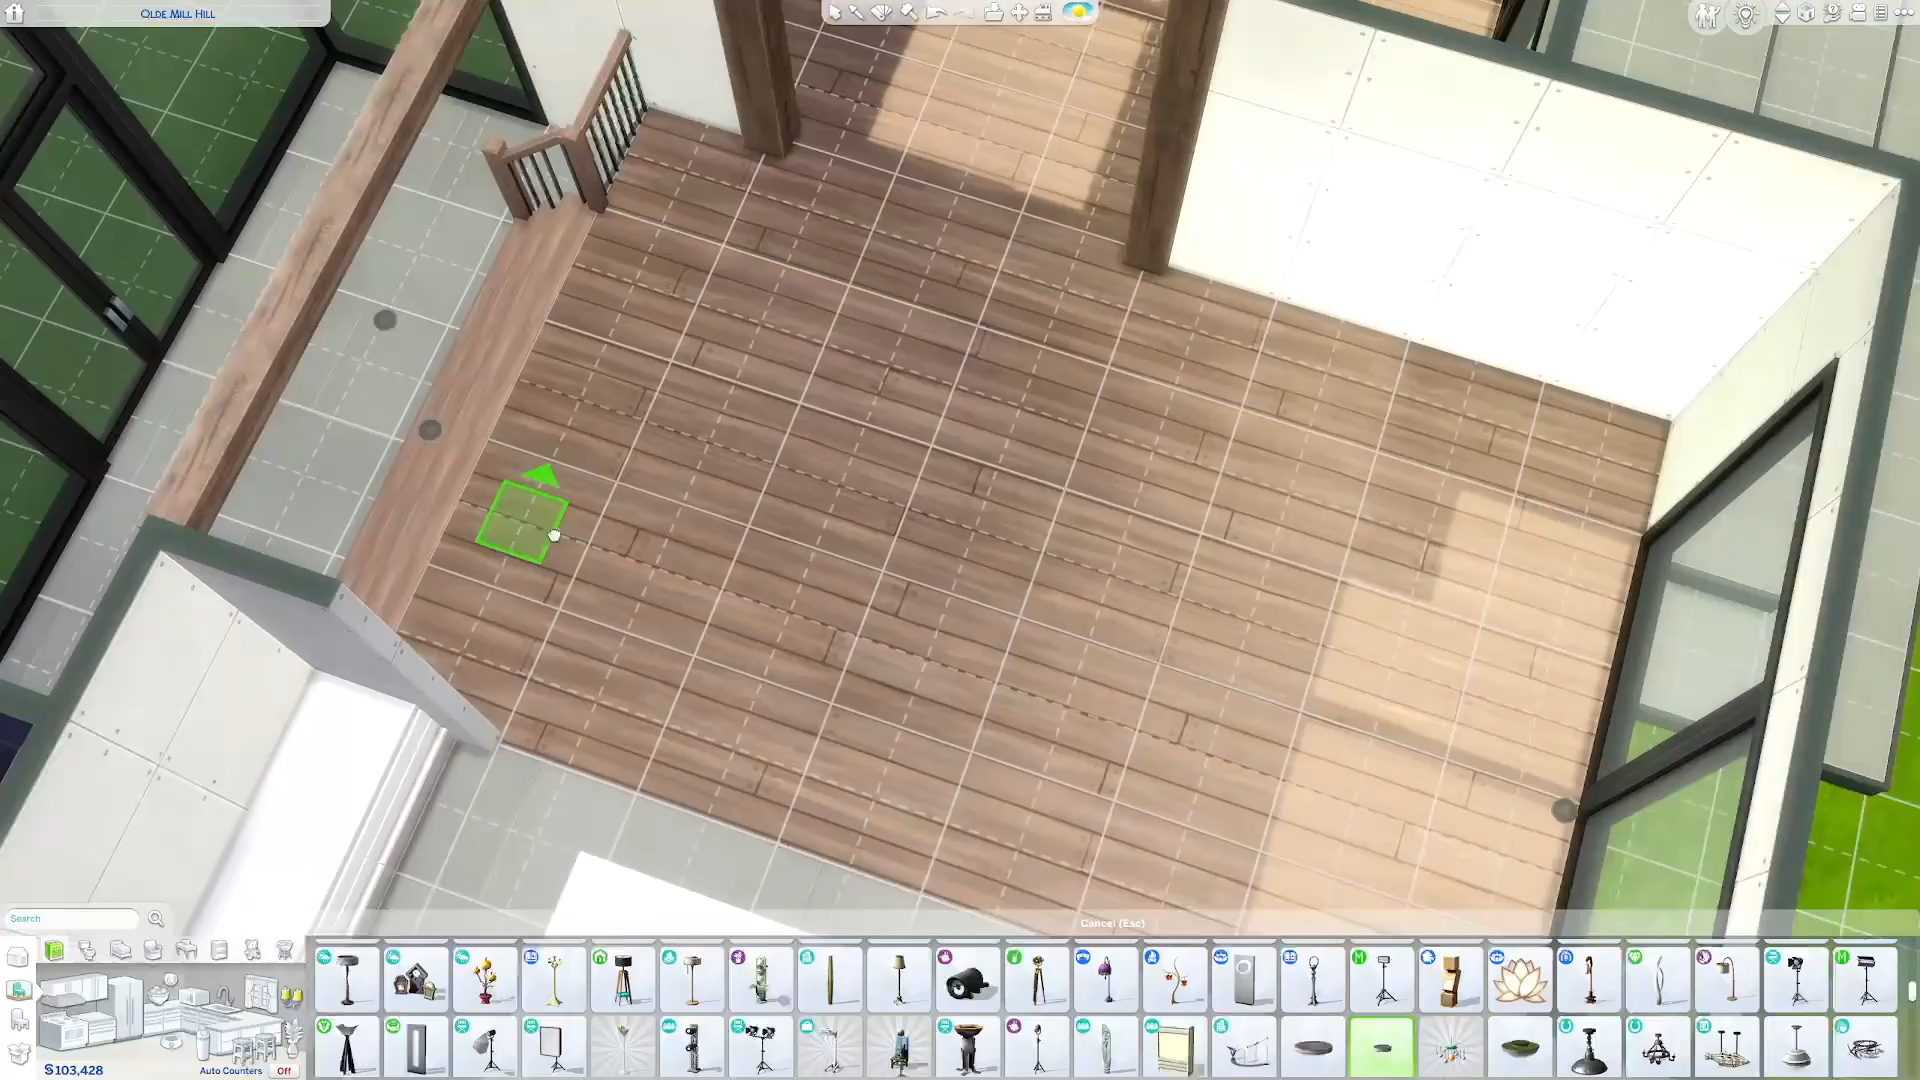 Olde Mill Hill
Cancel (Esc)
Search
§103,428
Auto Counters Off